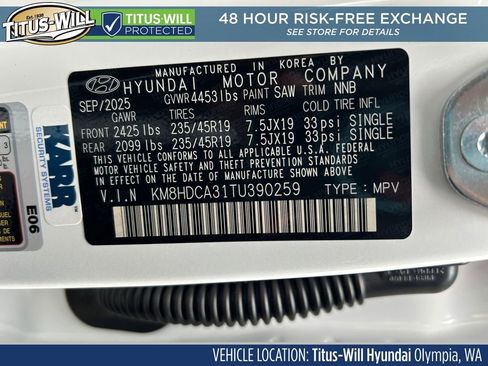 Est. 1938
TITUS-WILL
TITUS-WILL
PROTECTED
48 HOUR RISK-FREE EXCHANGE
SEE STORE FOR DETAILS
MANUFACTURED IN KOREA
BY HYUNDAI MOTOR COMPANY
SEP/2025 GVWR 4453lbs PAINT SAW TRIM NNB
GAWR TIRES RIMS COLD TIRE INFL
FRONT 2425lbs 235/45R19 7.5JX19 33psi SINGLE
REAR 2099lbs 235/45R19 7.5JX19 33psi SINGLE
THIS VEHICLE CONFORMS TO ALL APPLICABLE U.S.A. FEDERAL
MOTOR VEHICLE SAFETY AND THEFT PREVENTION STANDARDS
IN EFFECT ON THE DATE OF MANUFACTURE SHOWN ABOVE
V.I.N KM8HDCA31TU390259 TYPE : MPV
KARR
SECURITY SYSTEMS
E06
VEHICLE LOCATION: Titus-Will Hyundai Olympia, WA